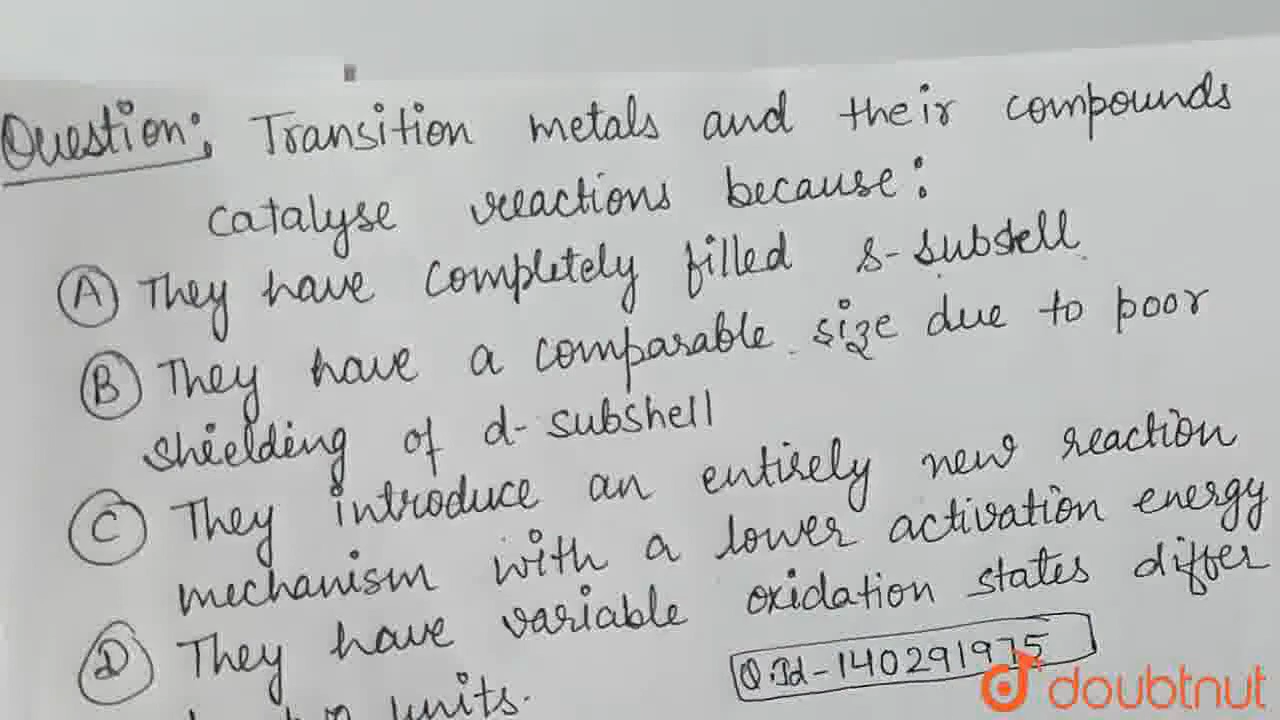 Question: Transition metals and their compounds
catalyse reactions because:
(A) They have completely filled s-subshell
(B) They have a comparable size due to poor
shielding of d-subshell
(C) They introduce an entirely new reaction
mechanism with a lower activation energy
(D) They have variable oxidation states differ
units.
Q.Id-140291975
doubtnut